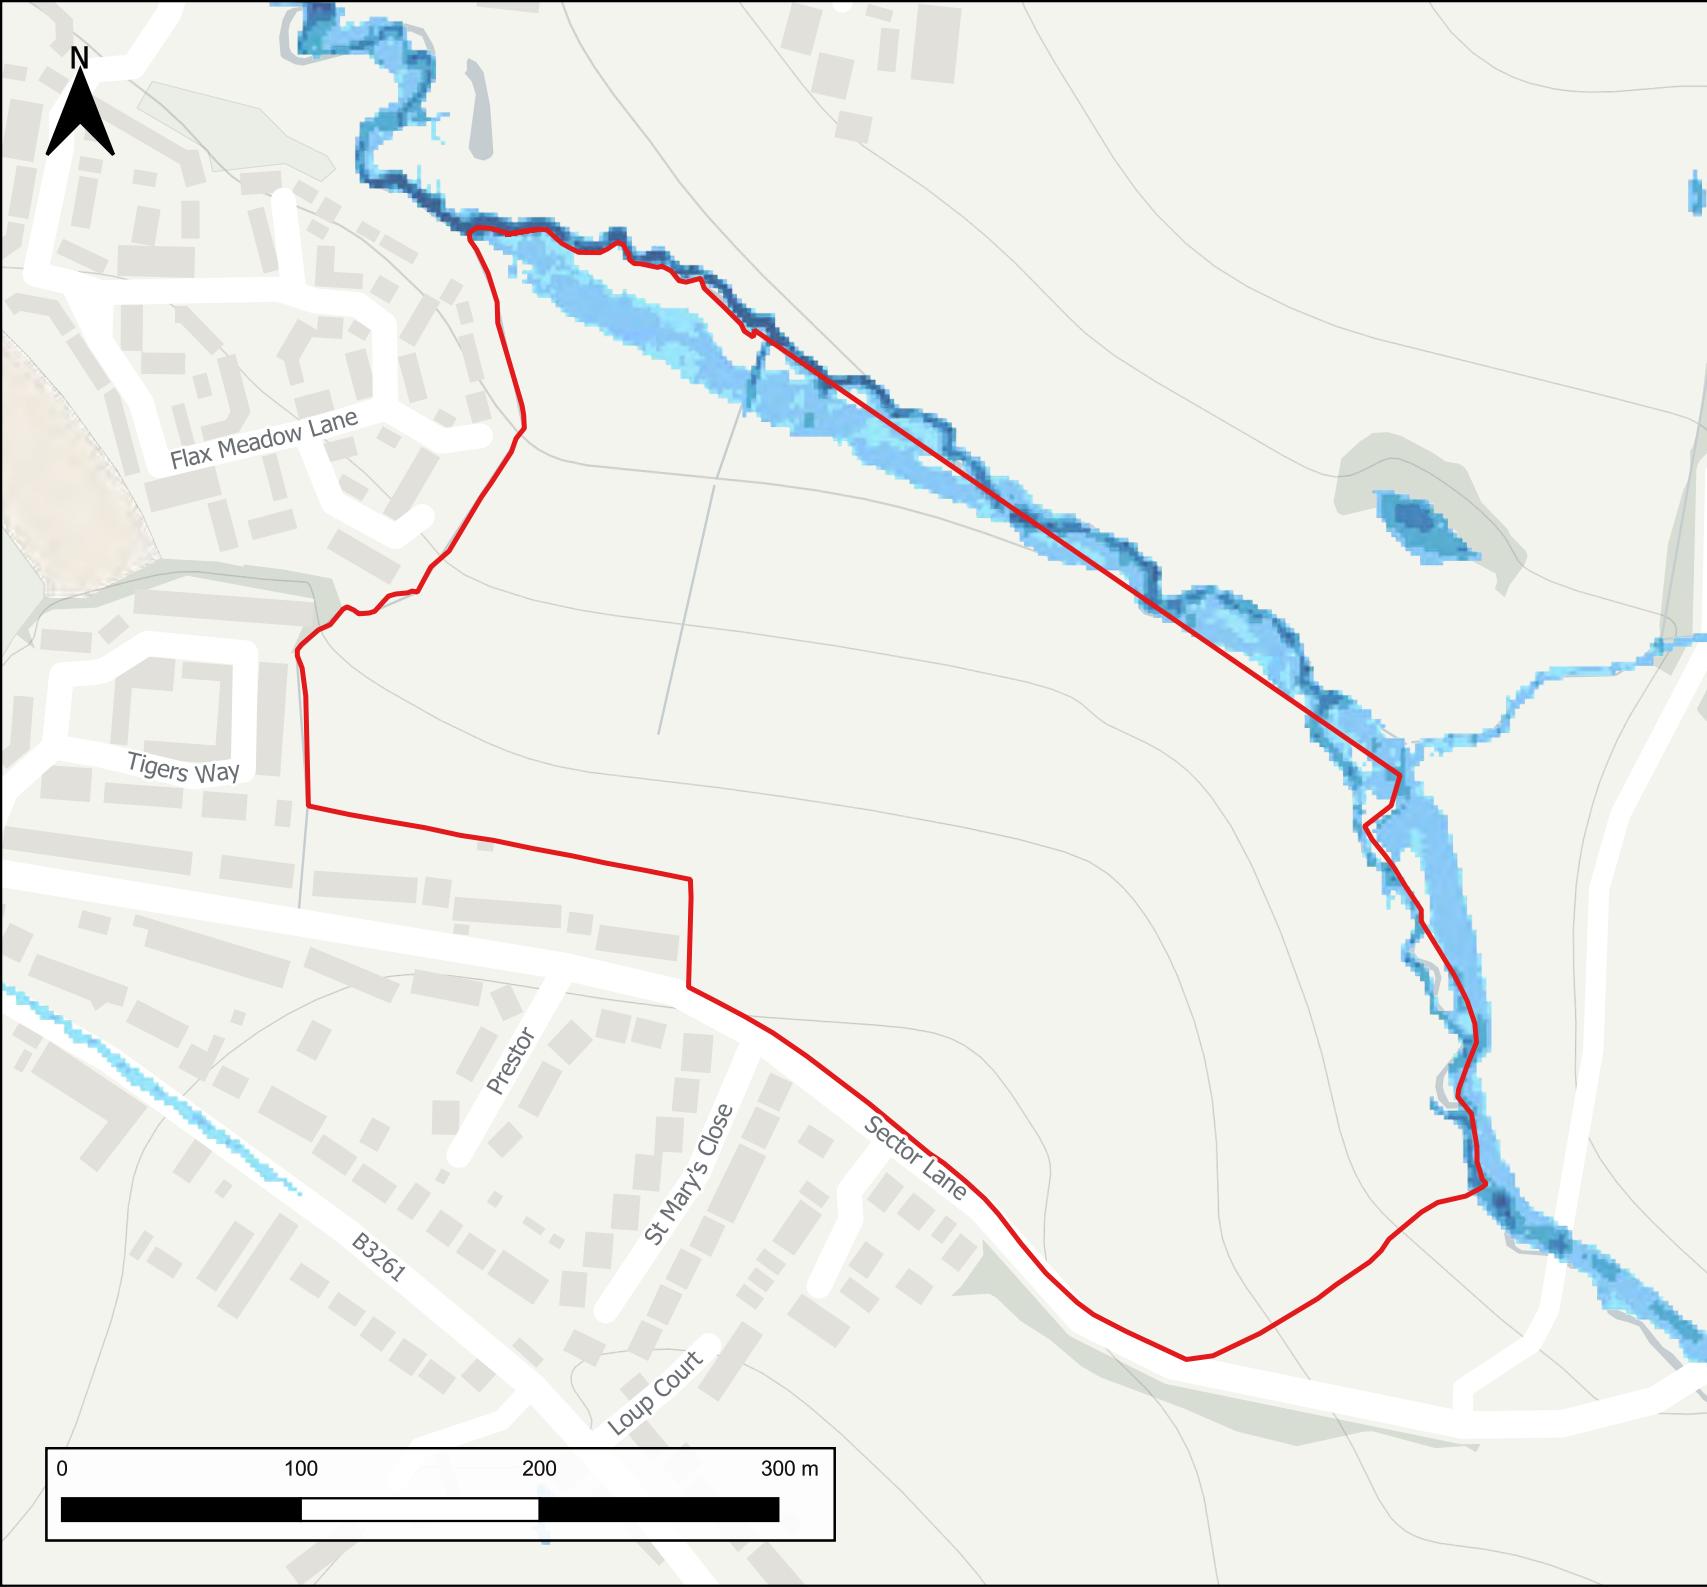 N
Flax Meadow Lane
Tigers Way
Prestor
St Mary's Close
Sector Lane
B3261
Loup Court
0 100 200 300 m